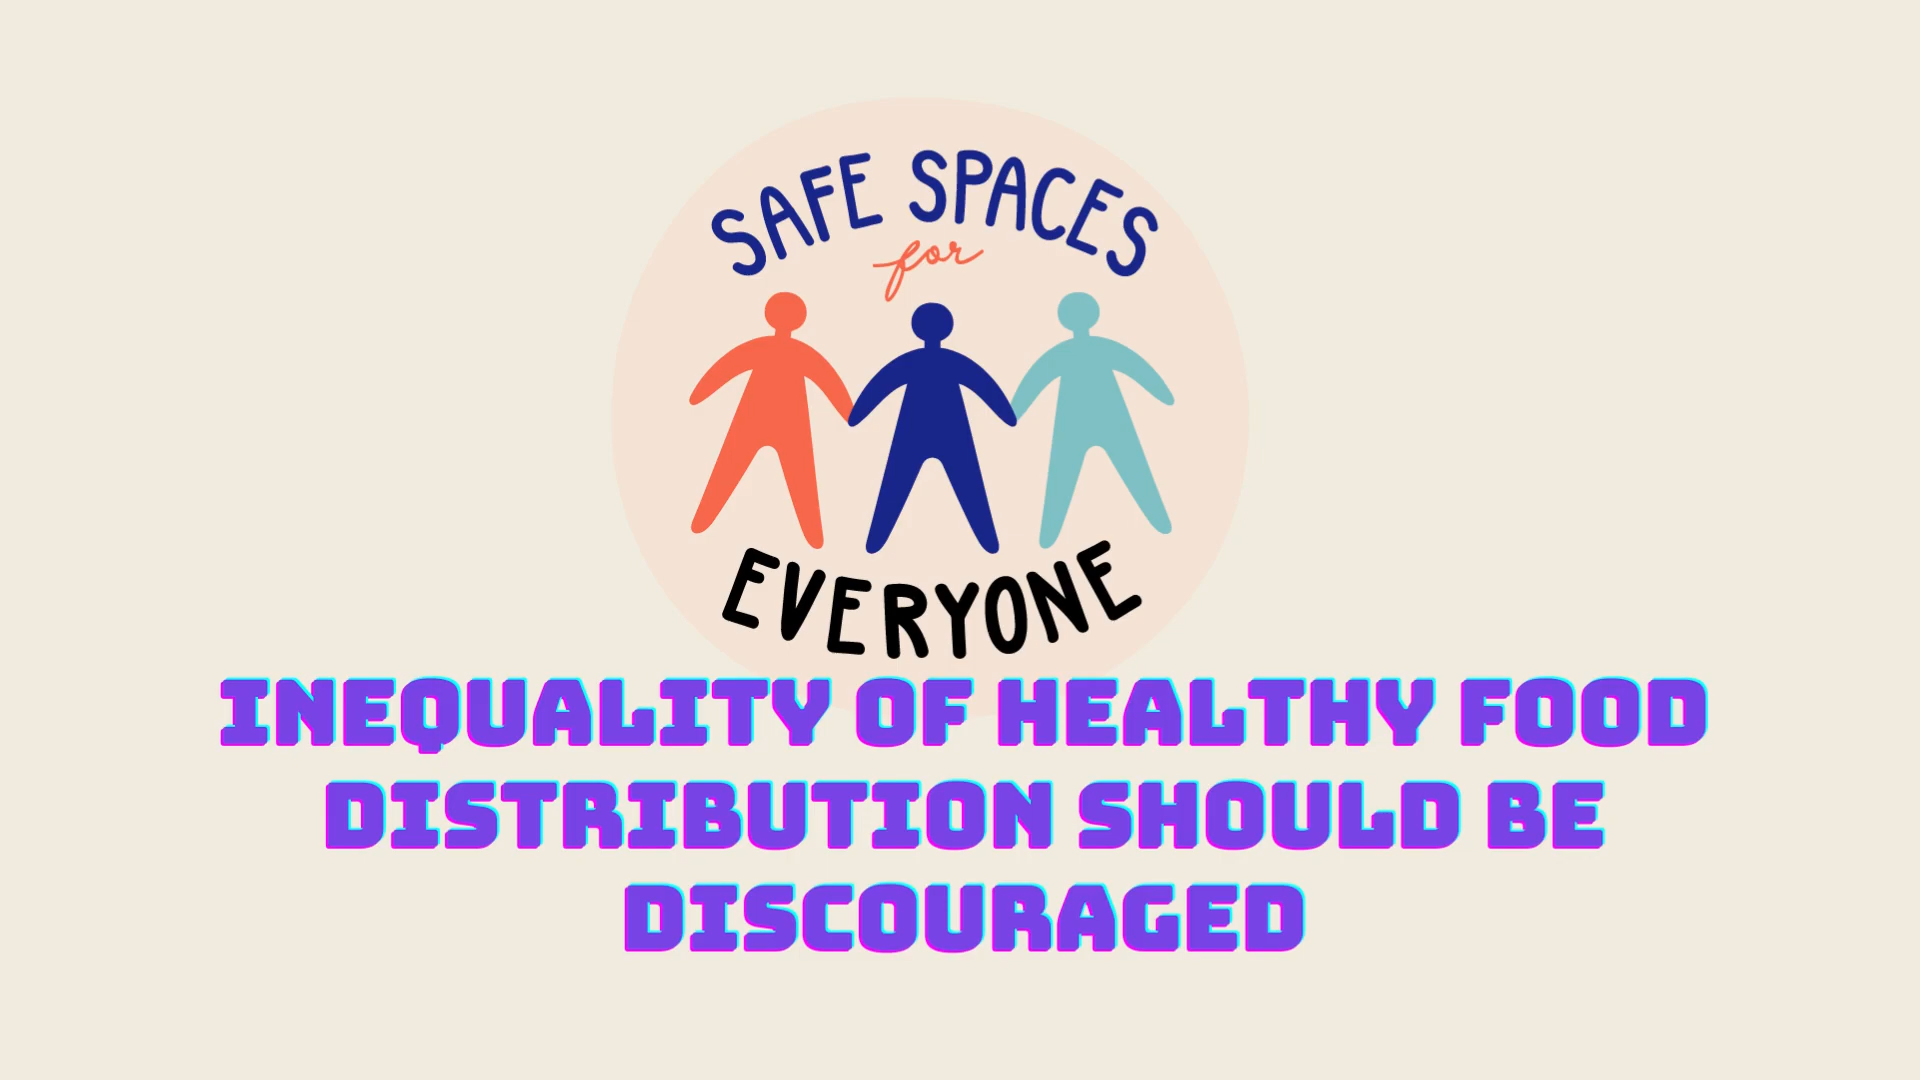 SAFE SPACES
for
EVERYONE
INEQUALITY OF HEALTHY FOOD
DISTRIBUTION SHOULD BE
DISCOURAGED